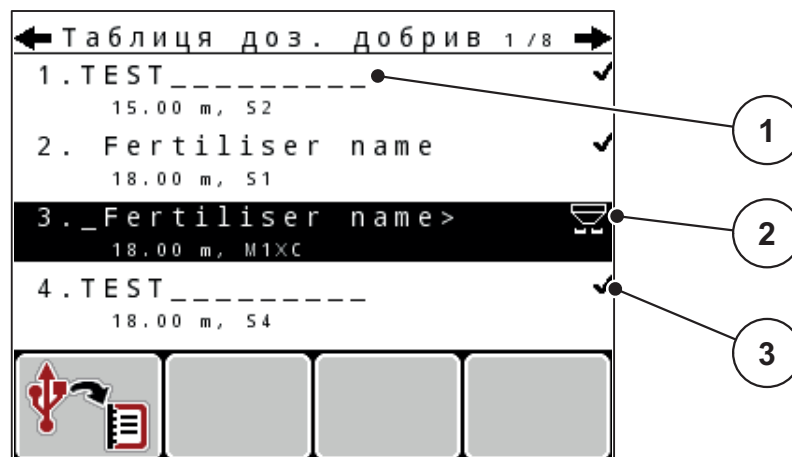 Таблиця доз. добрив 1/8
1.TEST_________
15.00 m, S2
2. Fertiliser name
18.00 m, S1
3._Fertiliser name>
18.00 m, M1XC
4.TEST_________
18.00 m, S4
1
2
3